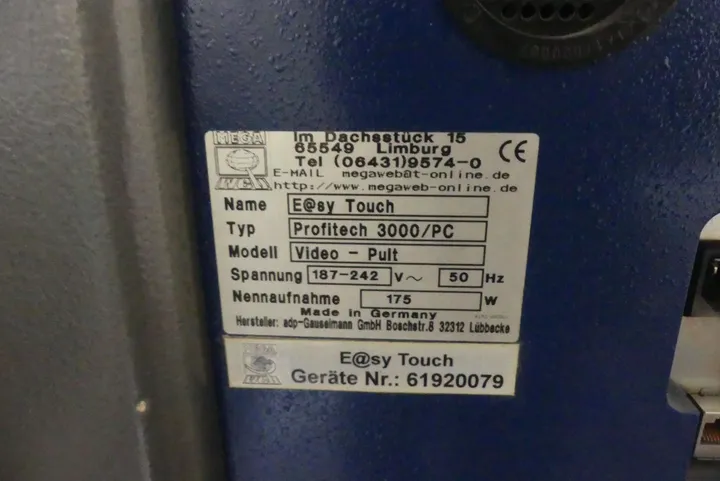 MEGA
Im Dachsstück 15
65549 Limburg
Tel (06431)9574-0
E-MAIL megaweb@t-online.de
http://www.megaweb-online.de
CE
Name E@sy Touch
Typ Profitech 3000/PC
Modell Video - Pult
Spannung 187-242 V~ 50 Hz
Nennaufnahme 175 W
Made in Germany
Hersteller: adp-Gauselmann GmbH Boschstr.8 32312 Lübbecke
E@sy Touch
Geräte Nr.: 61920079